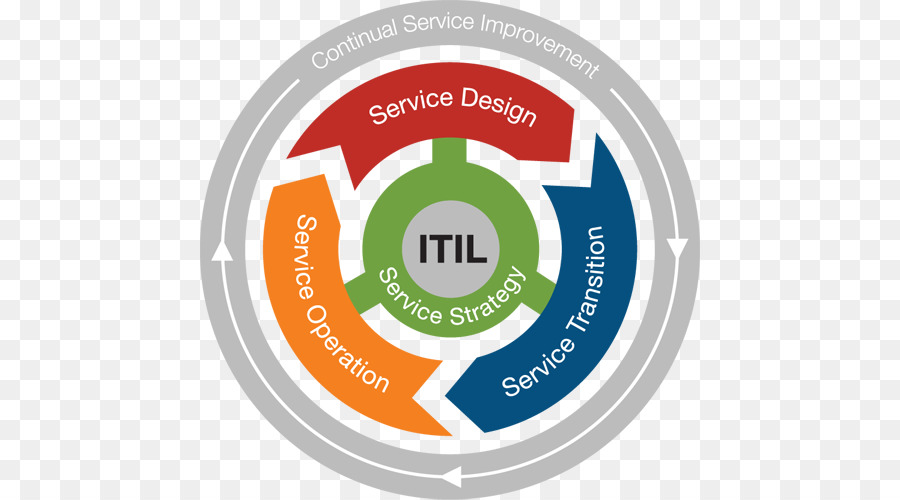 Continual Service Improvement
Service Design
ITIL
Service Strategy
Service Transition
Service Operation